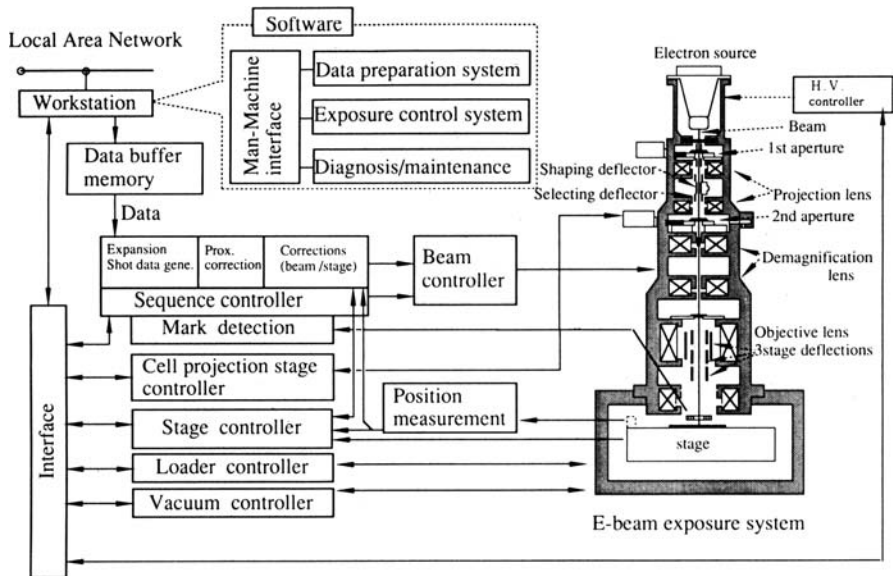 Software
Local Area Network
Workstation
Man-Machine
interface
Data preparation system
Exposure control system
Diagnosis/maintenance
Data buffer
memory
Data
Expansion
Shot data gene.
Prox.
correction
Corrections
(beam/stage)
Sequence controller
Mark detection
Beam
controller
Cell projection stage
controller
Position
measurement
Stage controller
Loader controller
Vacuum controller
Interface
Electron source
H.V.
controller
Beam
1st aperture
Shaping deflector
Selecting deflector
Projection lens
2nd aperture
Demagnification
lens
Objective lens
3stage deflections
stage
E-beam exposure system